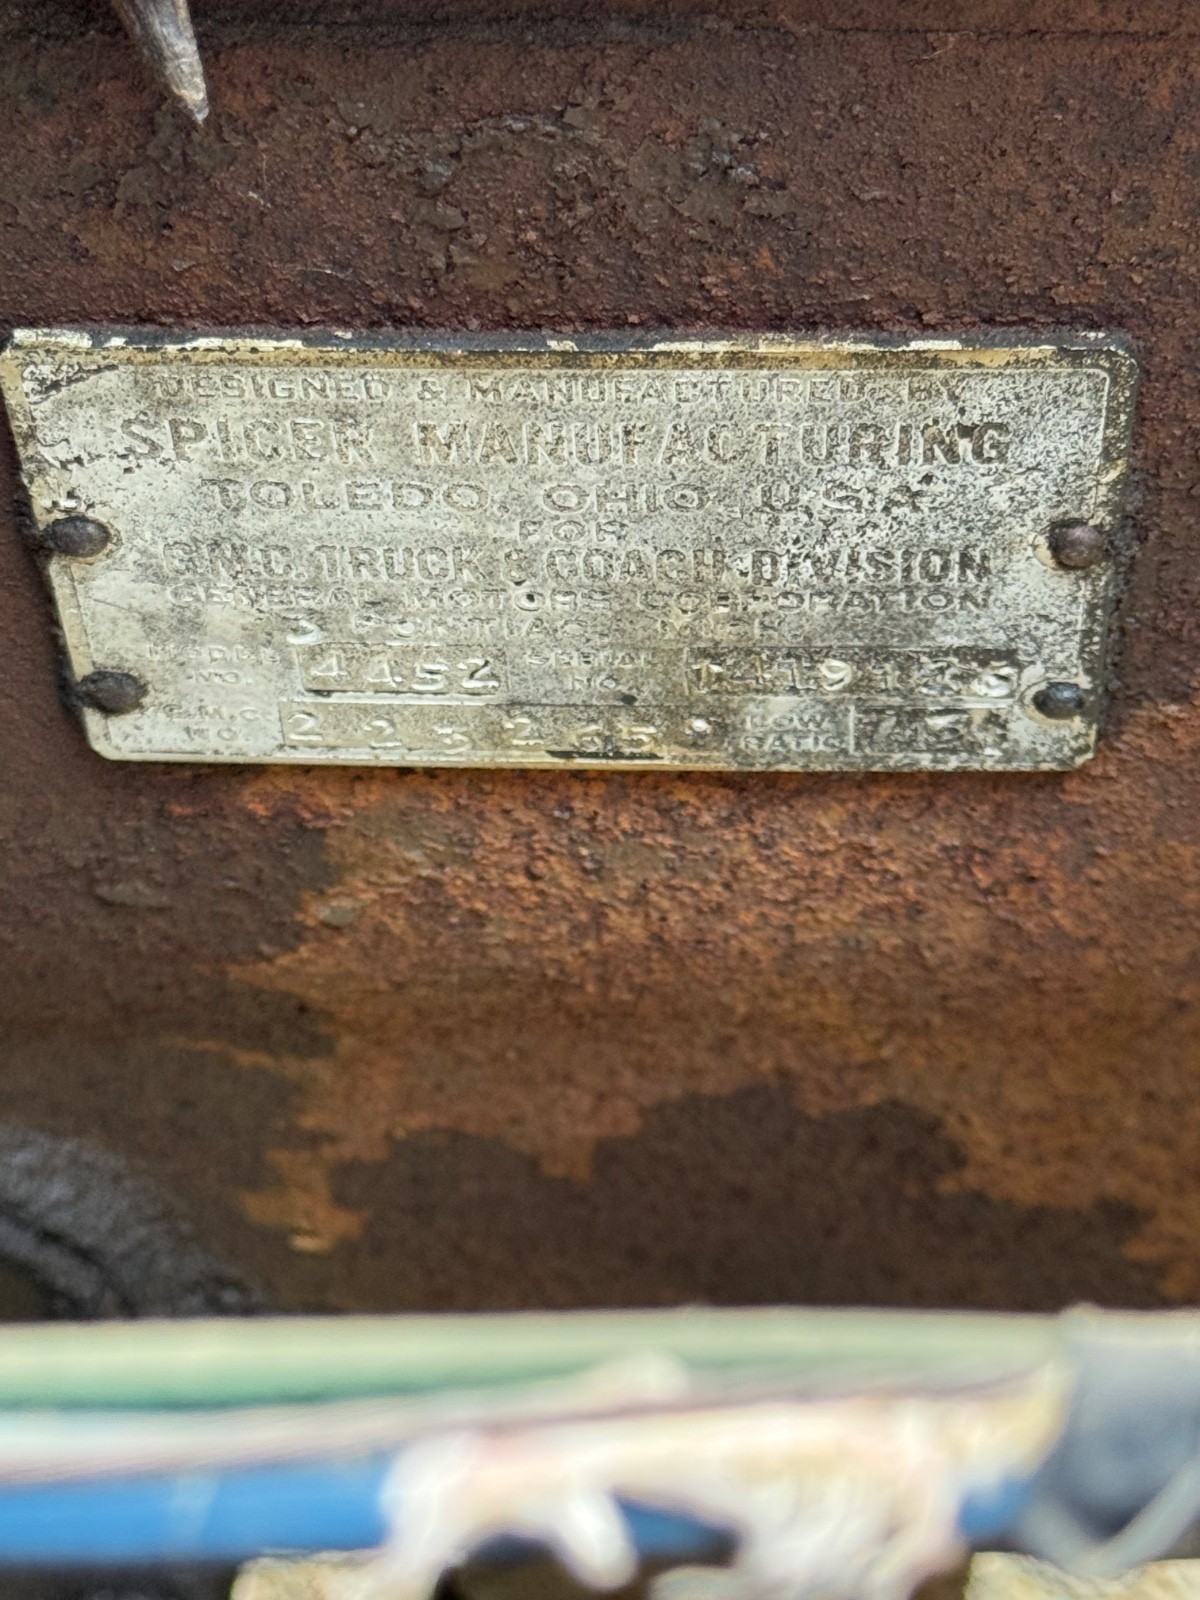 DESIGNED & MANUFACTURED BY
SPICER MANUFACTURING
TOLEDO, OHIO, U.S.A.
FOR
G.M.C. TRUCK & COACH DIVISION
GENERAL MOTORS CORPORATION
3 PONTIAC, MICH.
MODEL NO. 4452 SERIAL NO.
G.M.C. NO. LOW RATIO